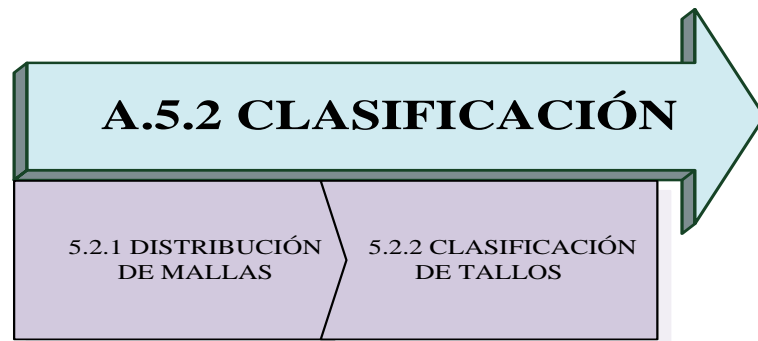 A.5.2 CLASIFICACIÓN
5.2.1 DISTRIBUCIÓN
DE MALLAS
5.2.2 CLASIFICACIÓN
DE TALLOS